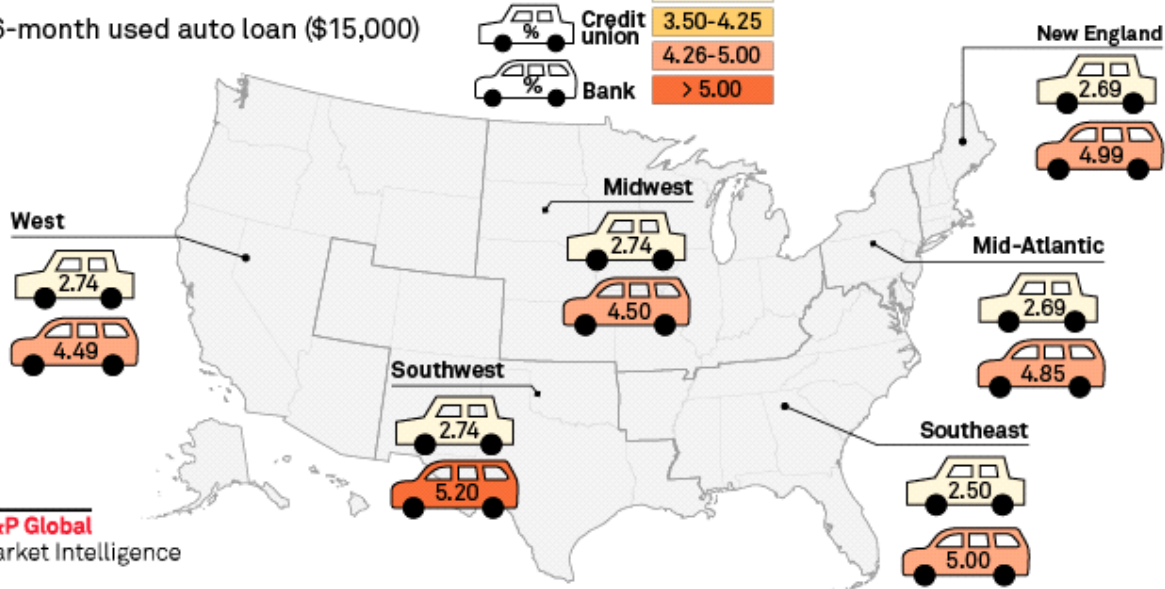 6-month used auto loan ($15,000)
%
Credit
union
%
Bank
3.50-4.25
4.26-5.00
> 5.00
New England
2.69
4.99
Midwest
2.74
4.50
West
2.74
4.49
Mid-Atlantic
2.69
4.85
Southwest
2.74
5.20
Southeast
2.50
5.00
&P Global
arket Intelligence